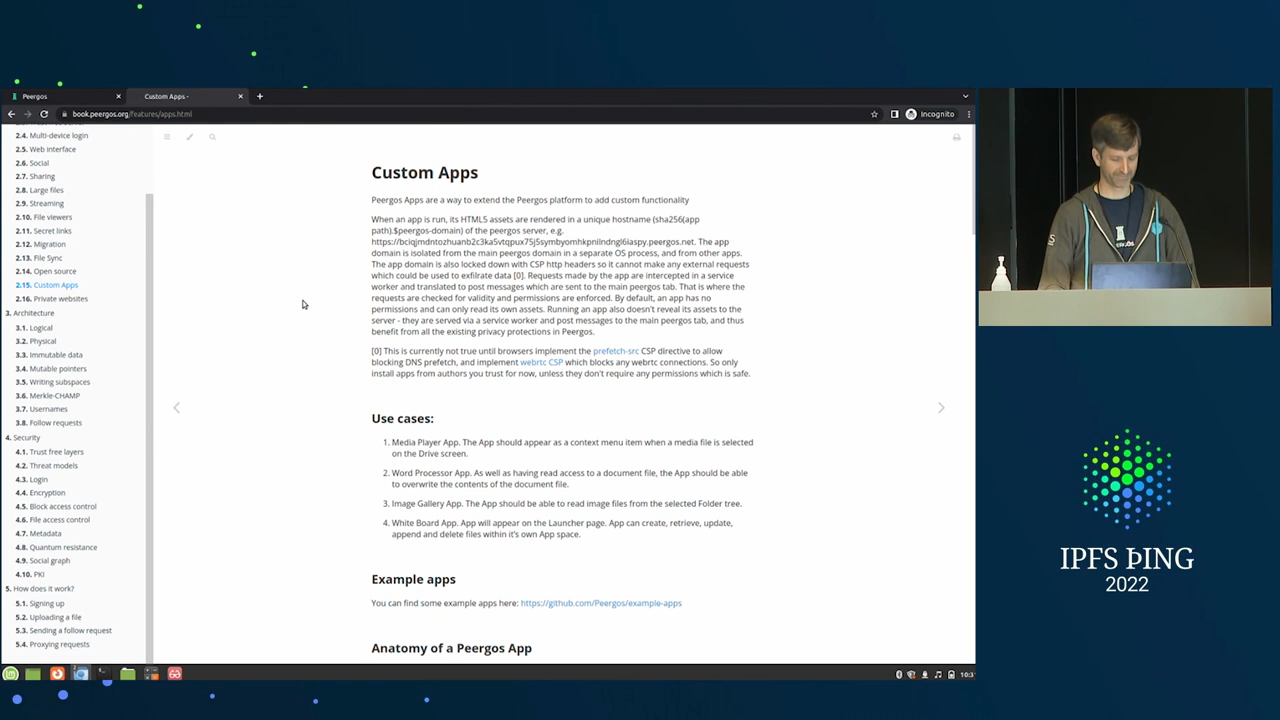 Peergos
Custom Apps -
book.peergos.org/features/apps.html
Incognito
2.4. Multi-device login
2.5. Web interface
2.6. Social
2.7. Sharing
2.8. Large files
2.9. Streaming
2.10. File viewers
2.11. Secret links
2.12. Migration
2.13. File Sync
2.14. Open source
2.15. Custom Apps
2.16. Private websites
3. Architecture
3.1. Logical
3.2. Physical
3.3. Immutable data
3.4. Mutable pointers
3.5. Writing subspaces
3.6. Merkle-CHAMP
3.7. Usernames
3.8. Follow requests
4. Security
4.1. Trust free layers
4.2. Threat models
4.3. Login
4.4. Encryption
4.5. Block access control
4.6. File access control
4.7. Metadata
4.8. Quantum resistance
4.9. Social graph
4.10. PKI
5. How does it work?
5.1. Signing up
5.2. Uploading a file
5.3. Sending a follow request
5.4. Proxying requests
Custom Apps
Peergos Apps are a way to extend the Peergos platform to add custom functionality
When an app is run, its HTML5 assets are rendered in a unique hostname (sha256(app
path).$peergos-domain) of the peergos server, e.g.
https://bciqjmdntozhuanb2c3ka5vtqpux75j5symbyomhkpnilndngl6iaspy.peergos.net. The app
domain is isolated from the main peergos domain in a separate OS process, and from other apps.
The app domain is also locked down with CSP http headers so it cannot make any external requests
which could be used to exfilrate data [0]. Requests made by the app are intercepted in a service
worker and translated to post messages which are sent to the main peergos tab. That is where the
requests are checked for validity and permissions are enforced. By default, an app has no
permissions and can only read its own assets. Running an app also doesn't reveal its assets to the
server - they are served via a service worker and post messages to the main peergos tab, and thus
benefit from all the existing privacy protections in Peergos.
[0] This is currently not true until browsers implement the prefetch-src CSP directive to allow
blocking DNS prefetch, and implement webrtc CSP which blocks any webrtc connections. So only
install apps from authors you trust for now, unless they don't require any permissions which is safe.
Use cases:
1. Media Player App. The App should appear as a context menu item when a media file is selected
on the Drive screen.
2. Word Processor App. As well as having read access to a document file, the App should be able
to overwrite the contents of the document file.
3. Image Gallery App. The App should be able to read image files from the selected Folder tree.
4. White Board App. App will appear on the Launcher page. App can create, retrieve, update,
append and delete files within it's own App space.
Example apps
You can find some example apps here: https://github.com/Peergos/example-apps
Anatomy of a Peergos App
10:3
IPFS ÞING
2022